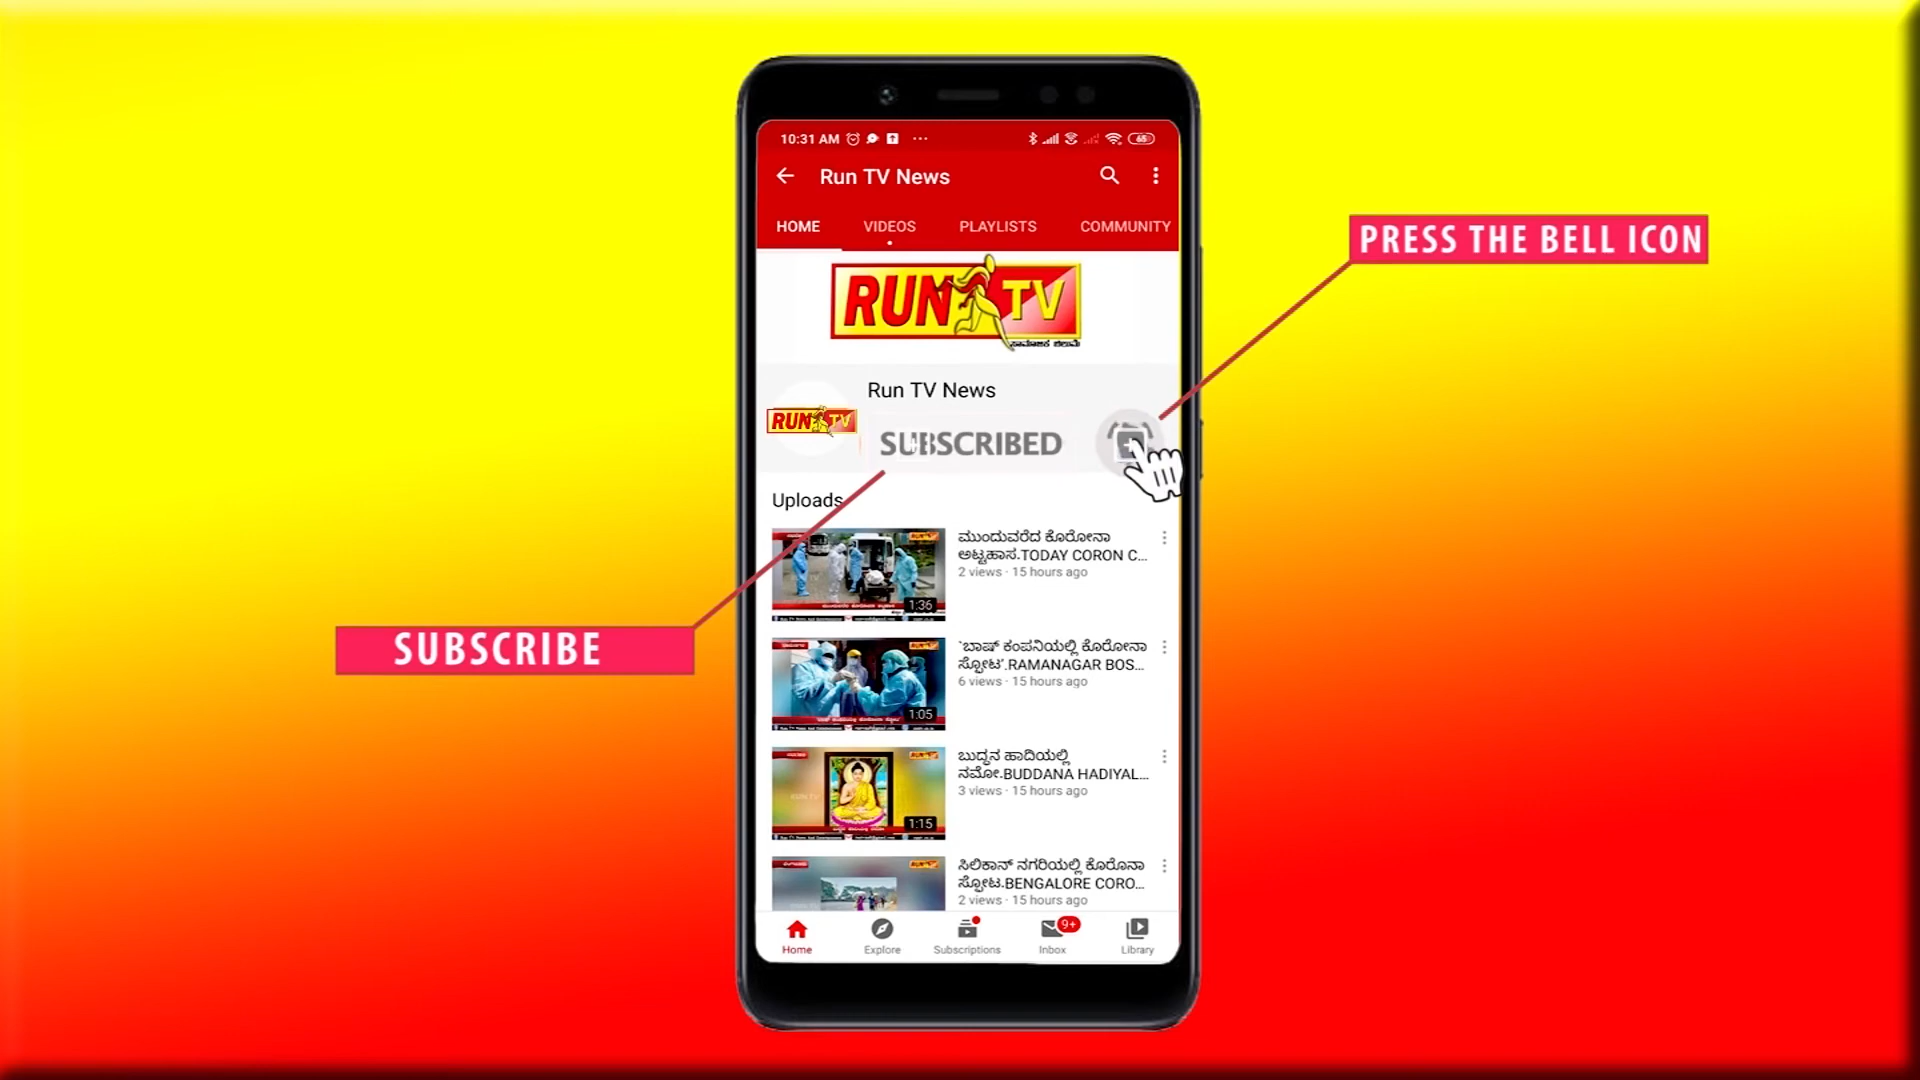 10:31 AM
65
Run TV News
HOME VIDEOS PLAYLISTS COMMUNITY
PRESS THE BELL ICON
RUN TV
Run TV News
RUN TV
SUBSCRIBED
Uploads
ಮುಂದುವರೆದ ಕೊರೋನಾ
ಅಟ್ಟಹಾಸ.TODAY CORON C...
2 views · 15 hours ago
1:36
SUBSCRIBE
`ಬಾಷ್ ಕಂಪನಿಯಲ್ಲಿ ಕೊರೋನಾ
ಸ್ಫೋಟ'.RAMANAGAR BOS...
6 views · 15 hours ago
1:05
ಬುದ್ಧನ ಹಾದಿಯಲ್ಲಿ
ನಮೋ.BUDDANA HADIYAL...
3 views · 15 hours ago
1:15
ಸಿಲಿಕಾನ್ ನಗರಿಯಲ್ಲಿ ಕೊರೊನಾ
ಸ್ಫೋಟ.BENGALORE CORO...
2 views · 15 hours ago
9+
Home Explore Subscriptions Inbox Library